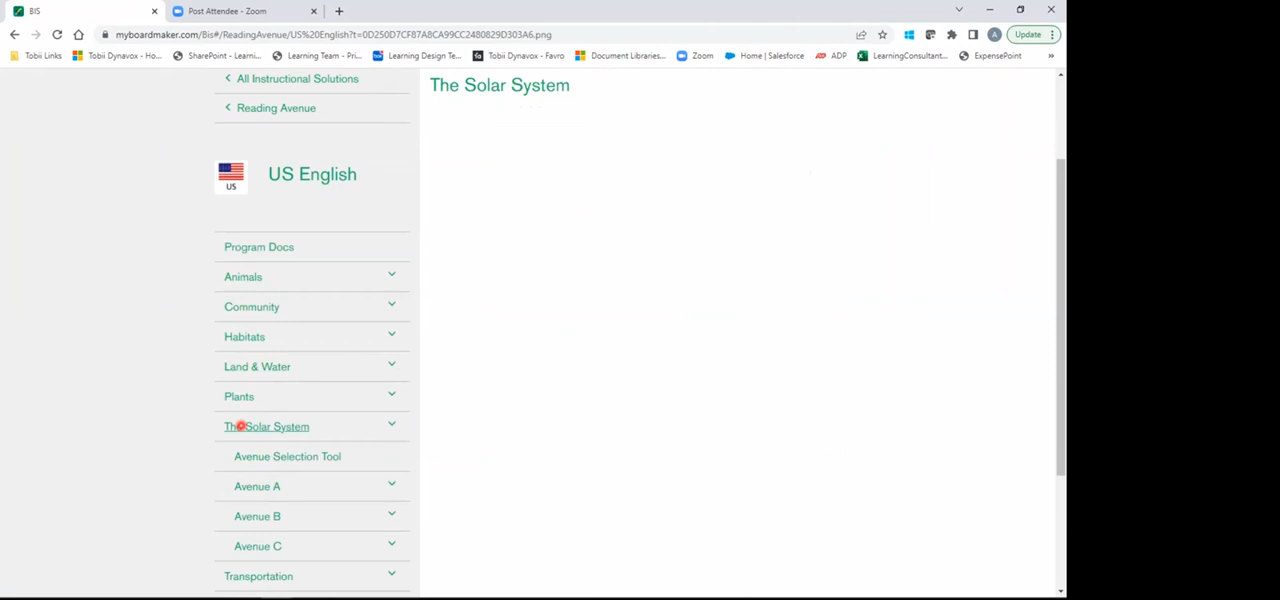 BIS
Post Attendee - Zoom
myboardmaker.com/Bis#/ReadingAvenue/US%20English?t=0D250D7CF87A8CA99CC2480829D303A6.png
A
Update
Tobii Links
Tobii Dynavox - Ho...
SharePoint - Learni...
Learning Team - Pri...
Learning Design Te...
Tobii Dynavox - Favro
Document Libraries...
Zoom
Home | Salesforce
ADP
LearningConsultant...
ExpensePoint
»
All Instructional Solutions
Reading Avenue
US
US English
Program Docs
Animals
Community
Habitats
Land & Water
Plants
The Solar System
Avenue Selection Tool
Avenue A
Avenue B
Avenue C
Transportation
The Solar System